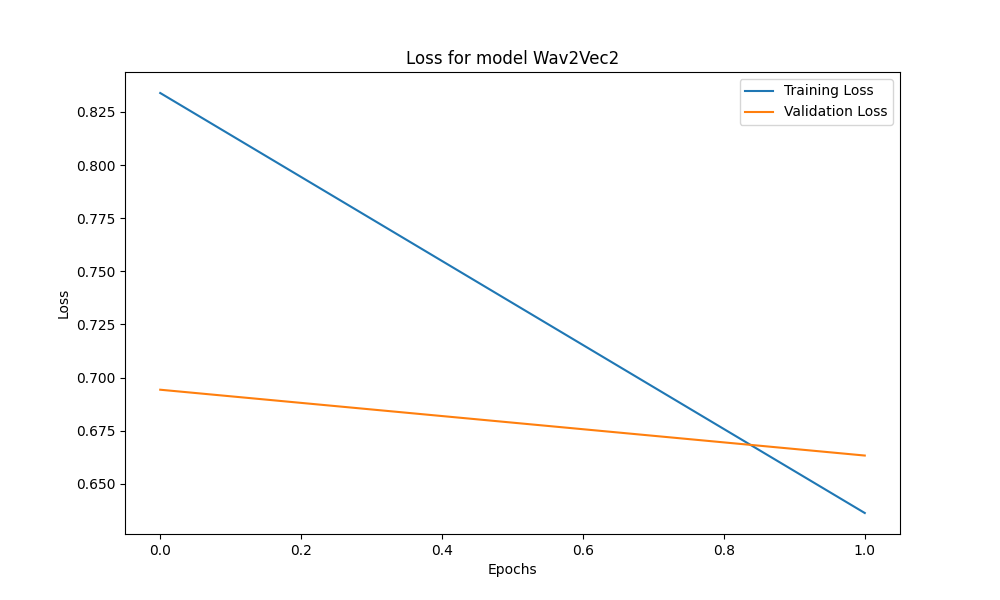 Loss for model Wav2Vec2
Training Loss
Validation Loss
0.825
0.800
0.775
0.750
0.725
0.700
0.675
0.650
Loss
0.0 0.2 0.4 0.6 0.8 1.0
Epochs